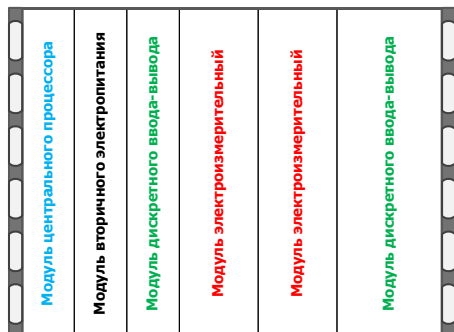 Модуль центрального процессора
Модуль вторичного электропитания
Модуль дискретного ввода-вывода
Модуль электроизмерительный
Модуль электроизмерительный
Модуль дискретного ввода-вывода